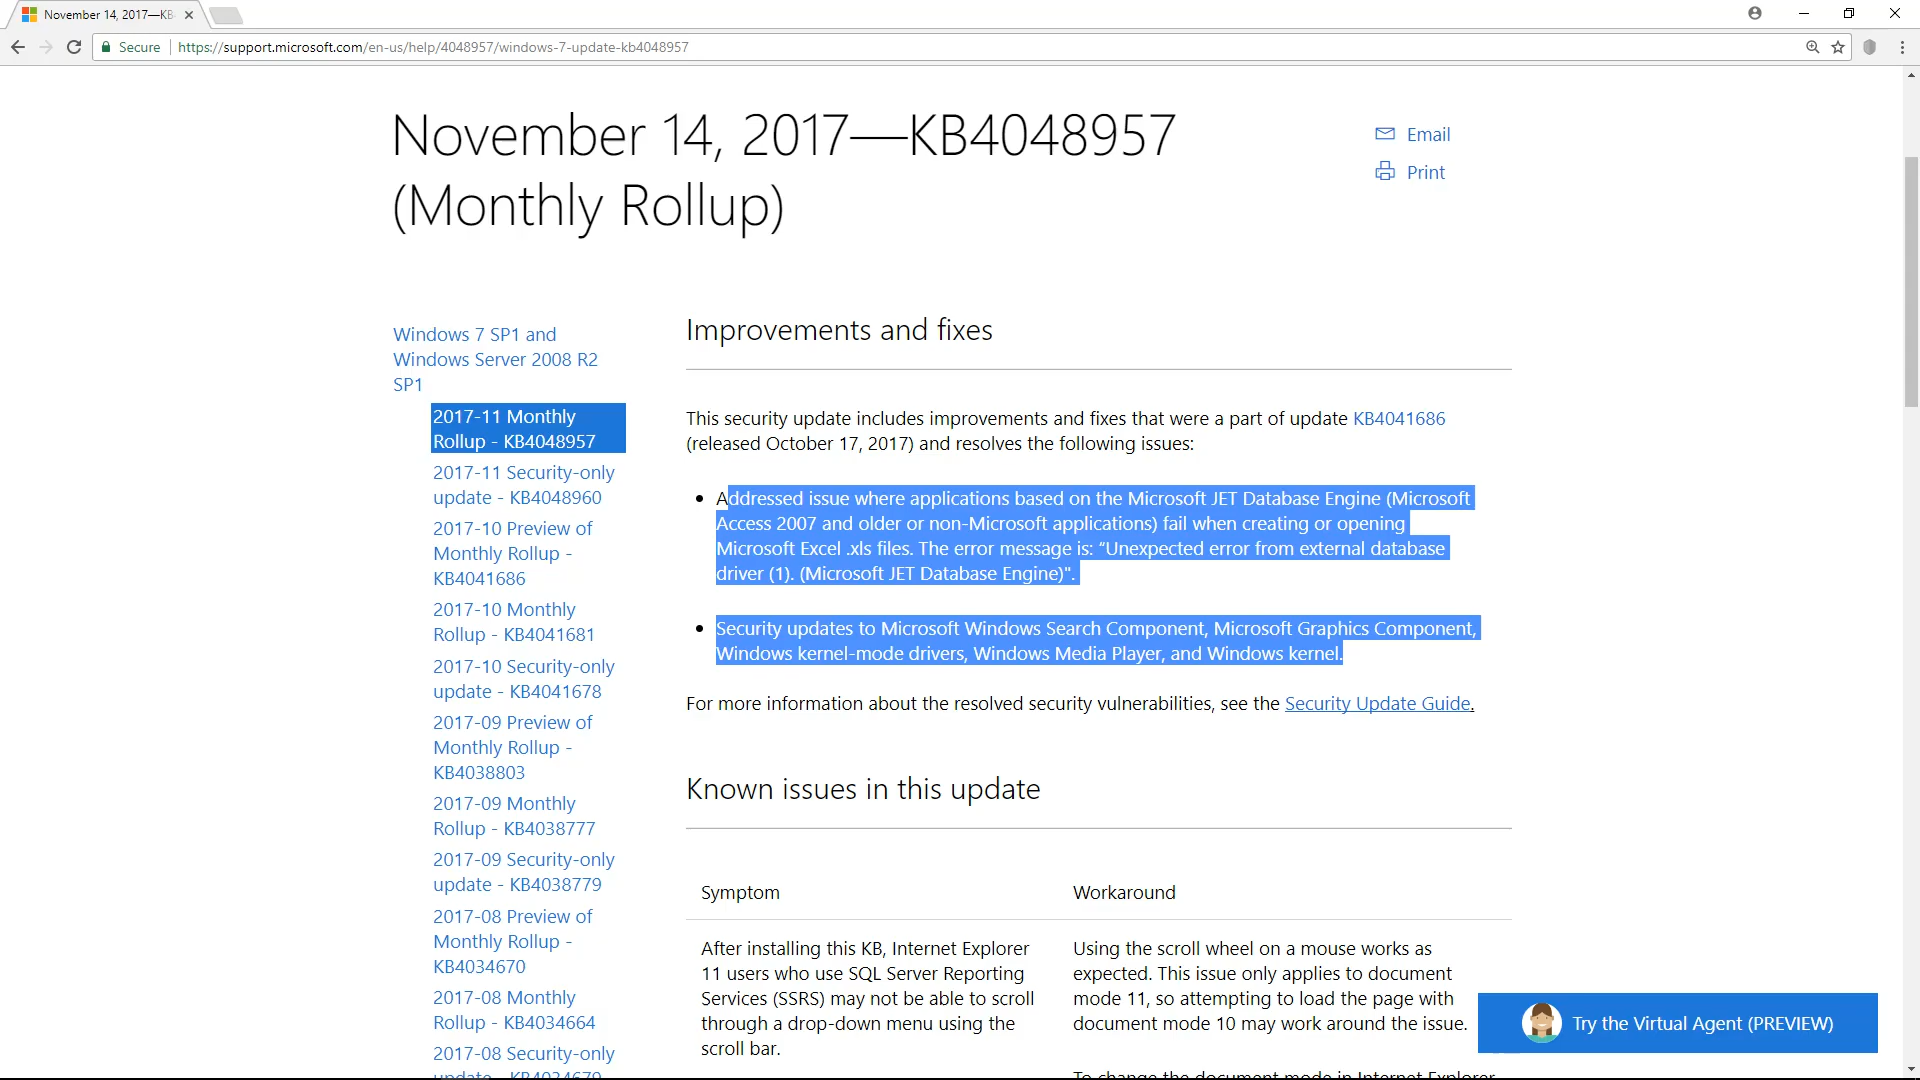 November 14, 2017—KB
Secure
https://support.microsoft.com/en-us/help/4048957/windows-7-update-kb4048957
November 14, 2017—KB4048957
(Monthly Rollup)
Email
Print
Windows 7 SP1 and
Windows Server 2008 R2
SP1
2017-11 Monthly
Rollup - KB4048957
2017-11 Security-only
update - KB4048960
2017-10 Preview of
Monthly Rollup -
KB4041686
2017-10 Monthly
Rollup - KB4041681
2017-10 Security-only
update - KB4041678
2017-09 Preview of
Monthly Rollup -
KB4038803
2017-09 Monthly
Rollup - KB4038777
2017-09 Security-only
update - KB4038779
2017-08 Preview of
Monthly Rollup -
KB4034670
2017-08 Monthly
Rollup - KB4034664
2017-08 Security-only
update - KB4034679
Improvements and fixes
This security update includes improvements and fixes that were a part of update KB4041686
(released October 17, 2017) and resolves the following issues:
• Addressed issue where applications based on the Microsoft JET Database Engine (Microsoft
Access 2007 and older or non-Microsoft applications) fail when creating or opening
Microsoft Excel .xls files. The error message is: “Unexpected error from external database
driver (1). (Microsoft JET Database Engine)".
• Security updates to Microsoft Windows Search Component, Microsoft Graphics Component,
Windows kernel-mode drivers, Windows Media Player, and Windows kernel.
For more information about the resolved security vulnerabilities, see the Security Update Guide.
Known issues in this update
Symptom
Workaround
After installing this KB, Internet Explorer
11 users who use SQL Server Reporting
Services (SSRS) may not be able to scroll
through a drop-down menu using the
scroll bar.
Using the scroll wheel on a mouse works as
expected. This issue only applies to document
mode 11, so attempting to load the page with
document mode 10 may work around the issue.
To change the document mode in Internet Explorer
Try the Virtual Agent (PREVIEW)